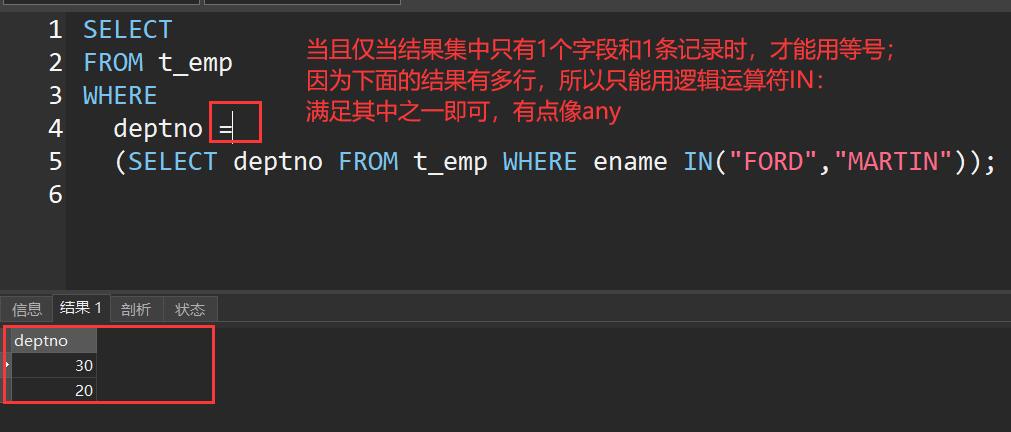 1 SELECT
2 FROM t_emp
3 WHERE
4 deptno =
5 (SELECT deptno FROM t_emp WHERE ename IN("FORD","MARTIN"));
6
当且仅当结果集中只有1个字段和1条记录时，才能用等号；
因为下面的结果有多行，所以只能用逻辑运算符IN：
满足其中之一即可，有点像any
信息 结果 1 剖析 状态
deptno
30
20